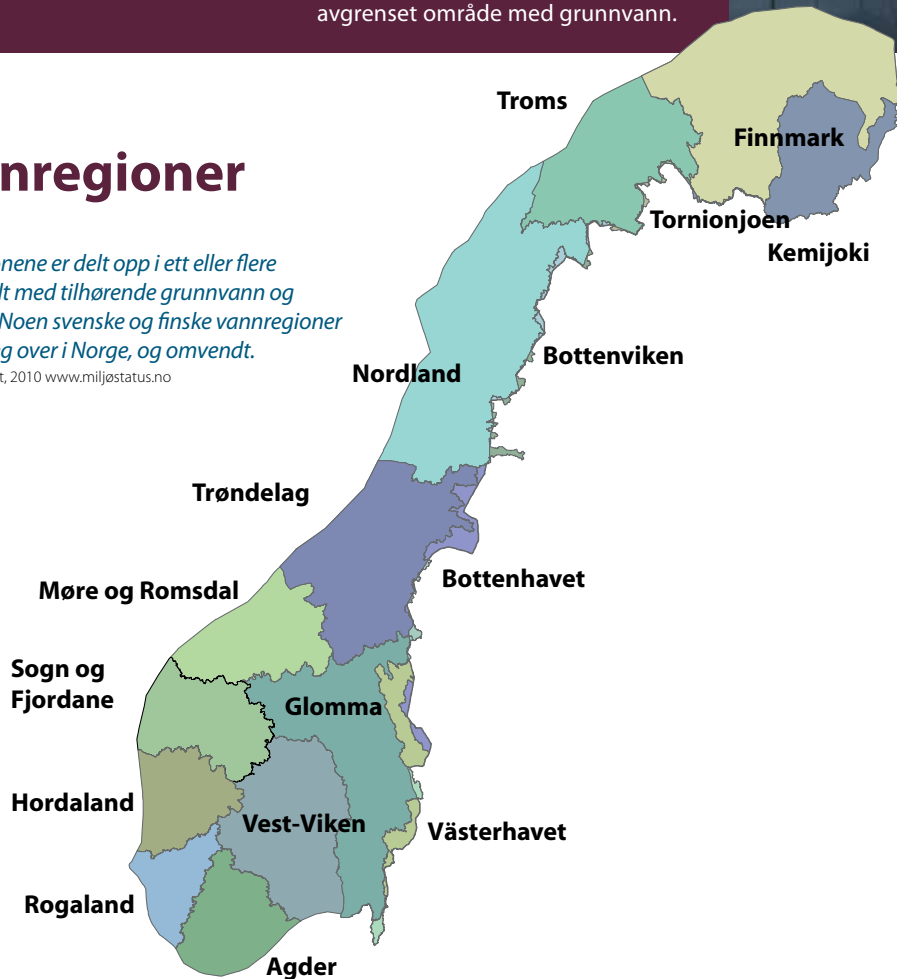 avgrenset område med grunnvann.
nregioner
nene er delt opp i ett eller flere
lt med tilhørende grunnvann og
Noen svenske og finske vannregioner
g over i Norge, og omvendt.
t, 2010 www.miljøstatus.no
Troms
Finnmark
Tornionjoen
Kemijoki
Bottenviken
Nordland
Trøndelag
Bottenhavet
Møre og Romsdal
Sogn og
Fjordane
Glomma
Hordaland
Vest-Viken
Västerhavet
Rogaland
Agder